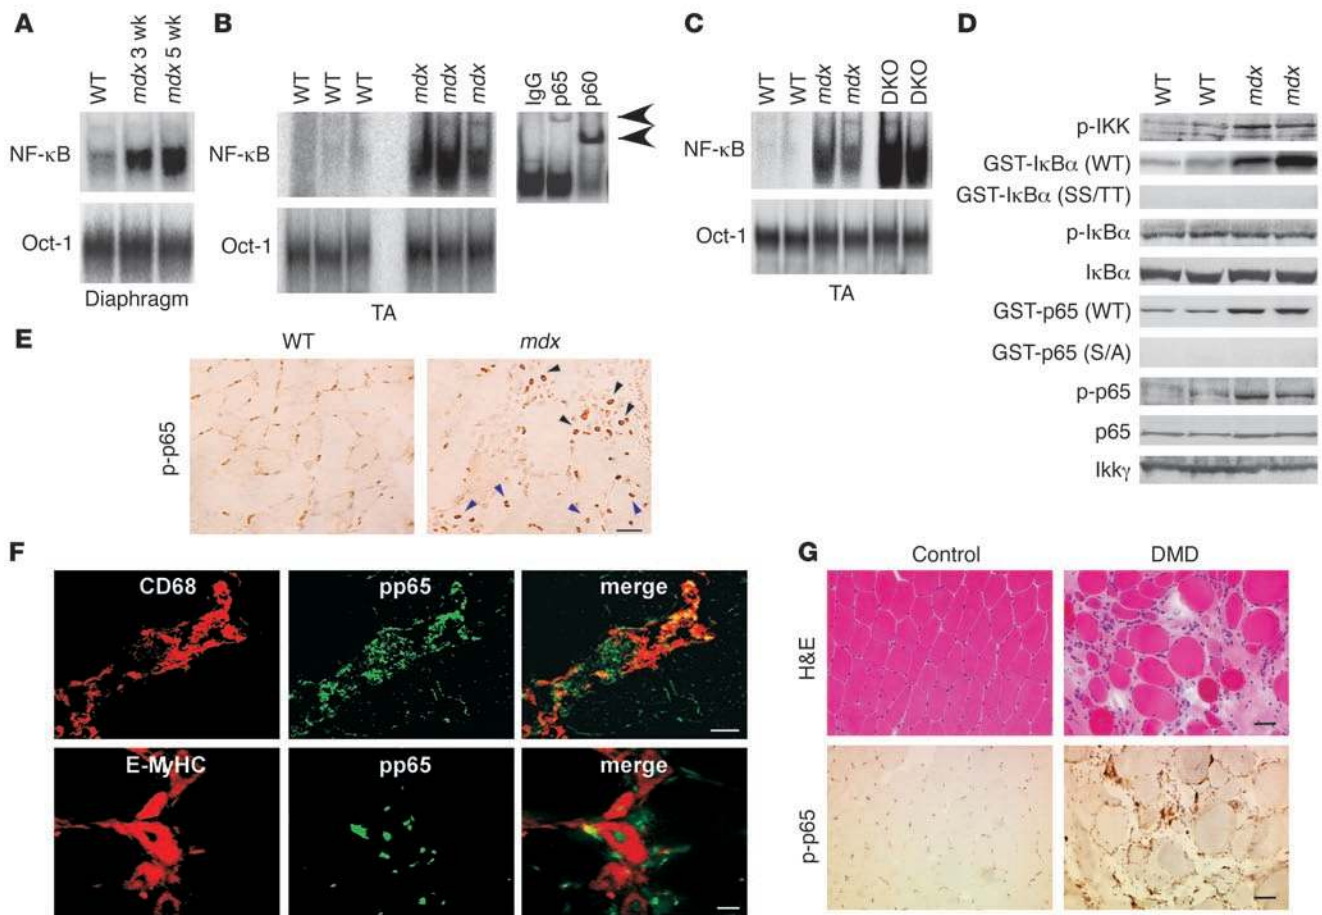 A
WT
mdx 3 wk
mdx 5 wk
NF-κB
Oct-1
Diaphragm
B
WT
WT
WT
mdx
mdx
mdx
IgG
p65
p60
NF-κB
Oct-1
TA
C
WT
WT
mdx
mdx
DKO
DKO
NF-κB
Oct-1
TA
D
WT
WT
mdx
mdx
p-IKK
GST-IκBα (WT)
GST-IκBα (SS/TT)
p-IκBα
IκBα
GST-p65 (WT)
GST-p65 (S/A)
p-p65
p65
Ikkγ
E
WT
mdx
p-p65
F
CD68
pp65
merge
E-MyHC
pp65
merge
G
Control
DMD
H&E
p-p65